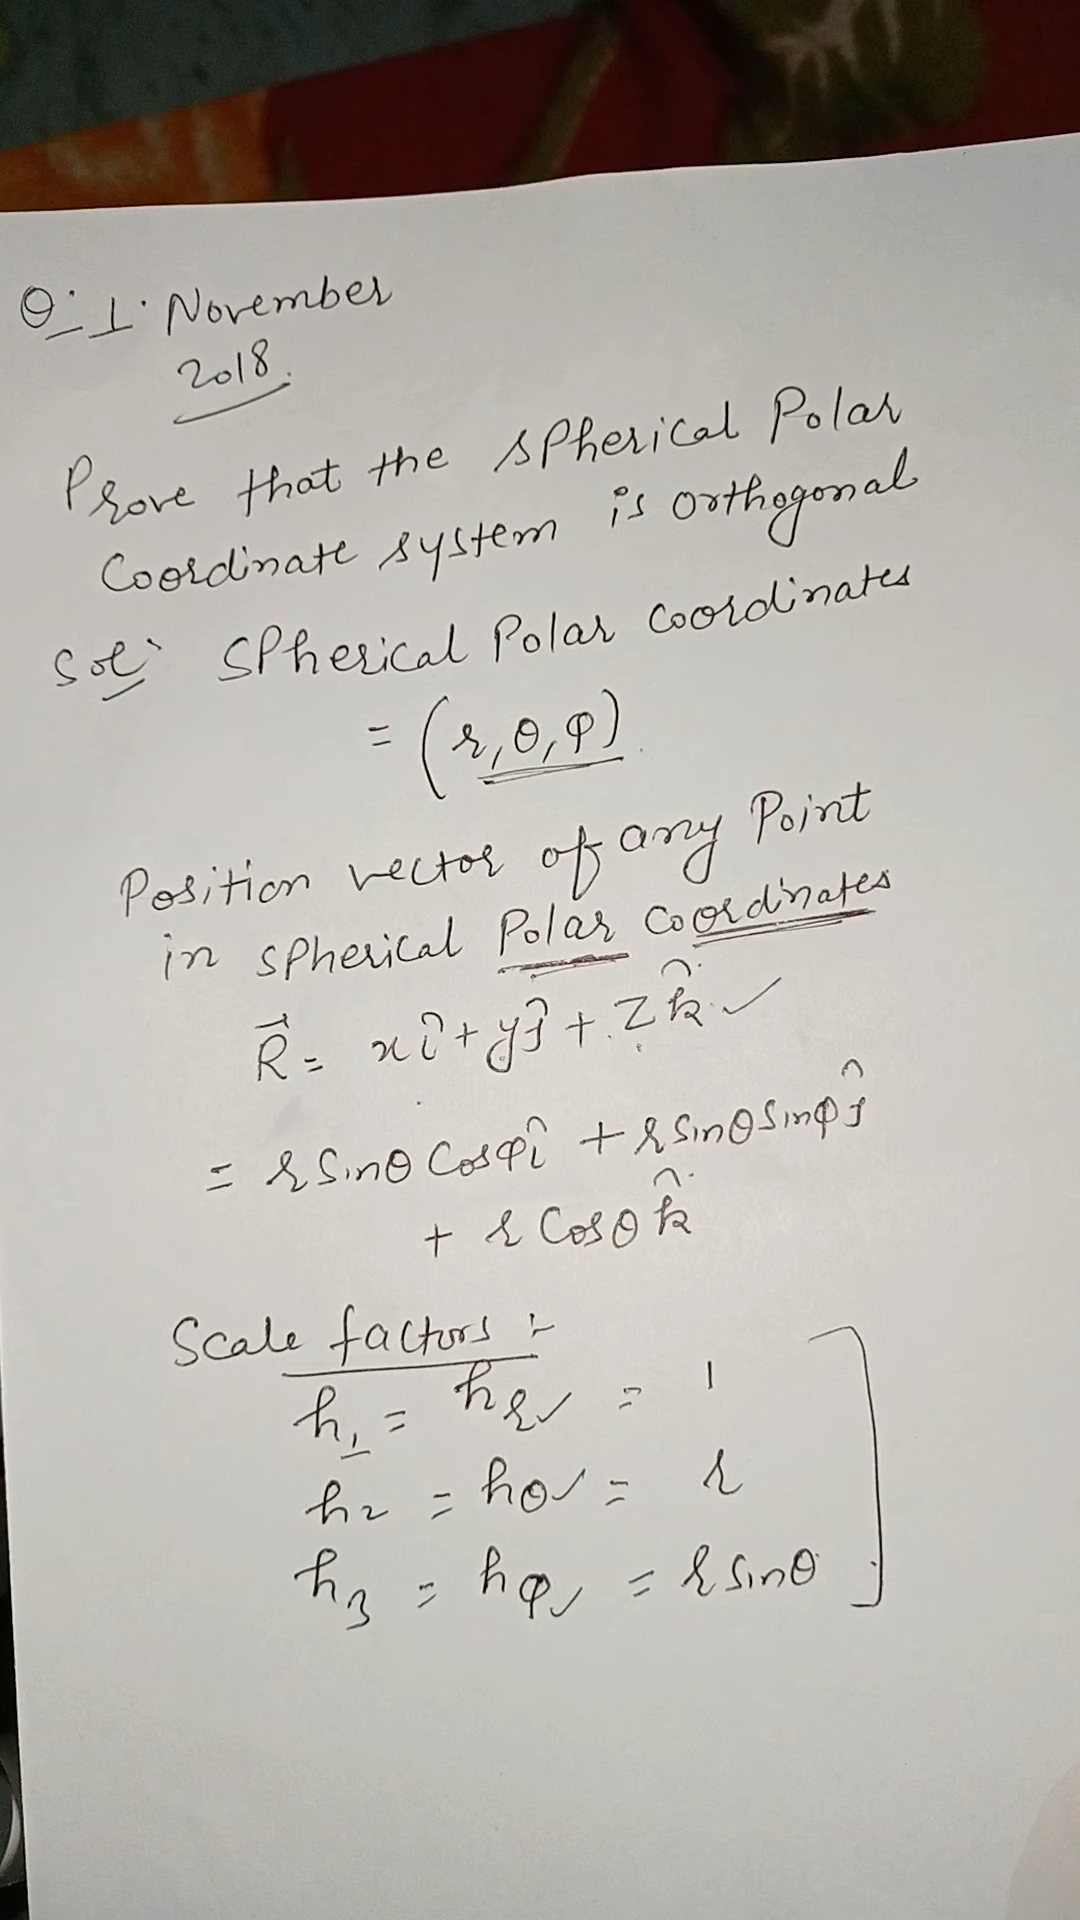 Q.1. November
2018.
Prove that the spherical Polar
Coordinate system is orthogonal
Sol: Spherical Polar coordinates
= (r, θ, φ)
Position vector of any Point
in spherical Polar coordinates
R⃗ = xî + yĵ + zk̂ ✓
= r sinθ cosφ î + r sinθ sinφ ĵ
+ r cosθ k̂
Scale factors :-
h₁ = hr ✓ = 1
h₂ = hθ ✓ = r
h₃ = hφ ✓ = r sinθ